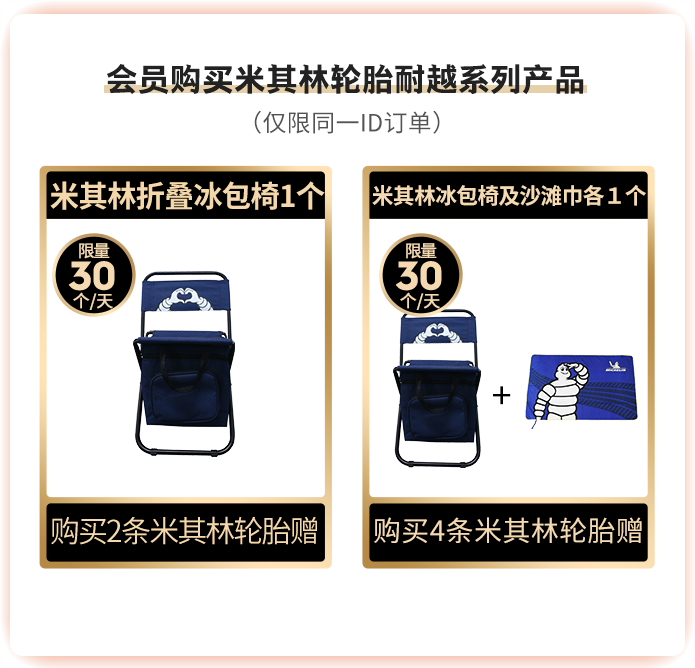 会员购买米其林轮胎耐越系列产品
（仅限同一ID订单）
米其林折叠冰包椅1个
限量
30
个/天
购买2条米其林轮胎赠
米其林冰包椅及沙滩巾各1个
限量
30
个/天
+
MICHELIN
购买4条米其林轮胎赠